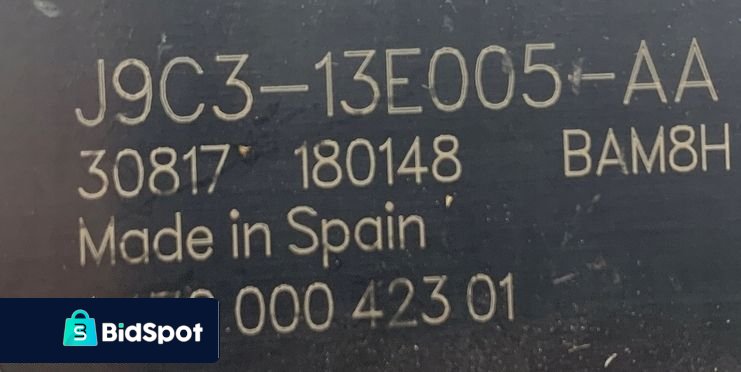 J9C3-13E005-AA
30817 180148 BAM8H
Made in Spain
.000 423 01
BidSpot